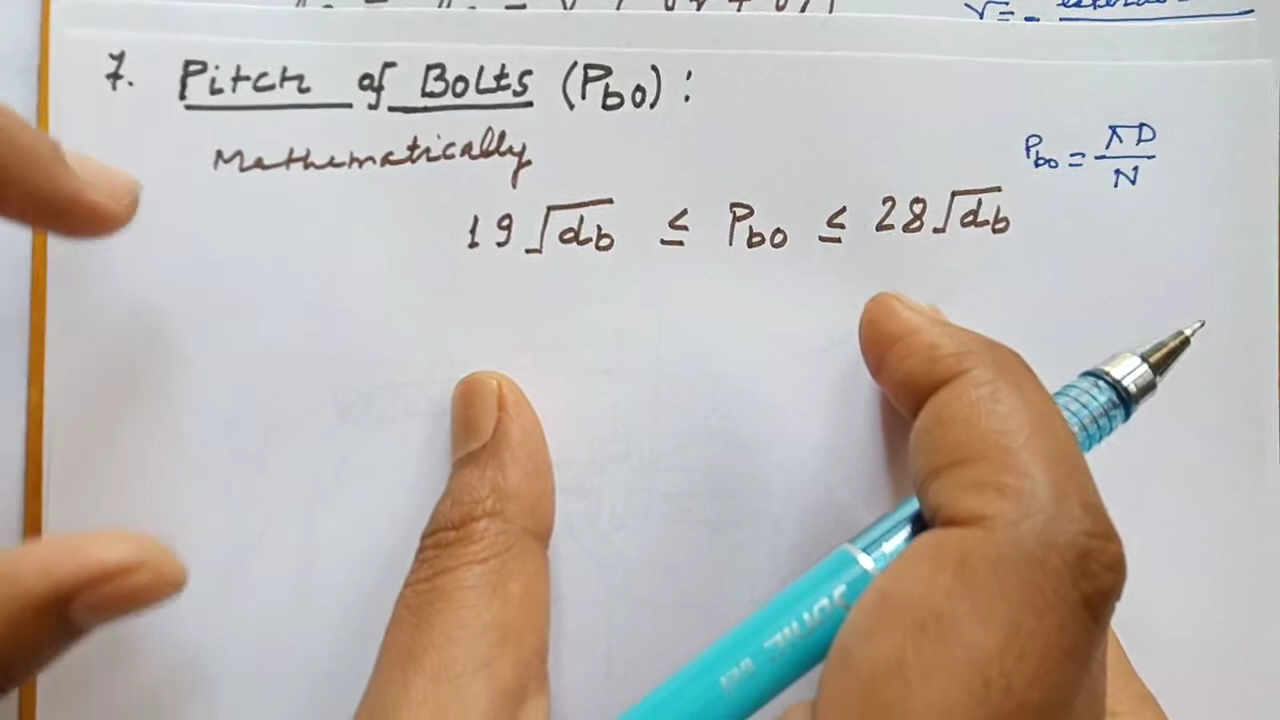 7. Pitch of Bolts (Pbo) :
Mathematically
Pbo = πD/N
19√db ≤ Pbo ≤ 28√db